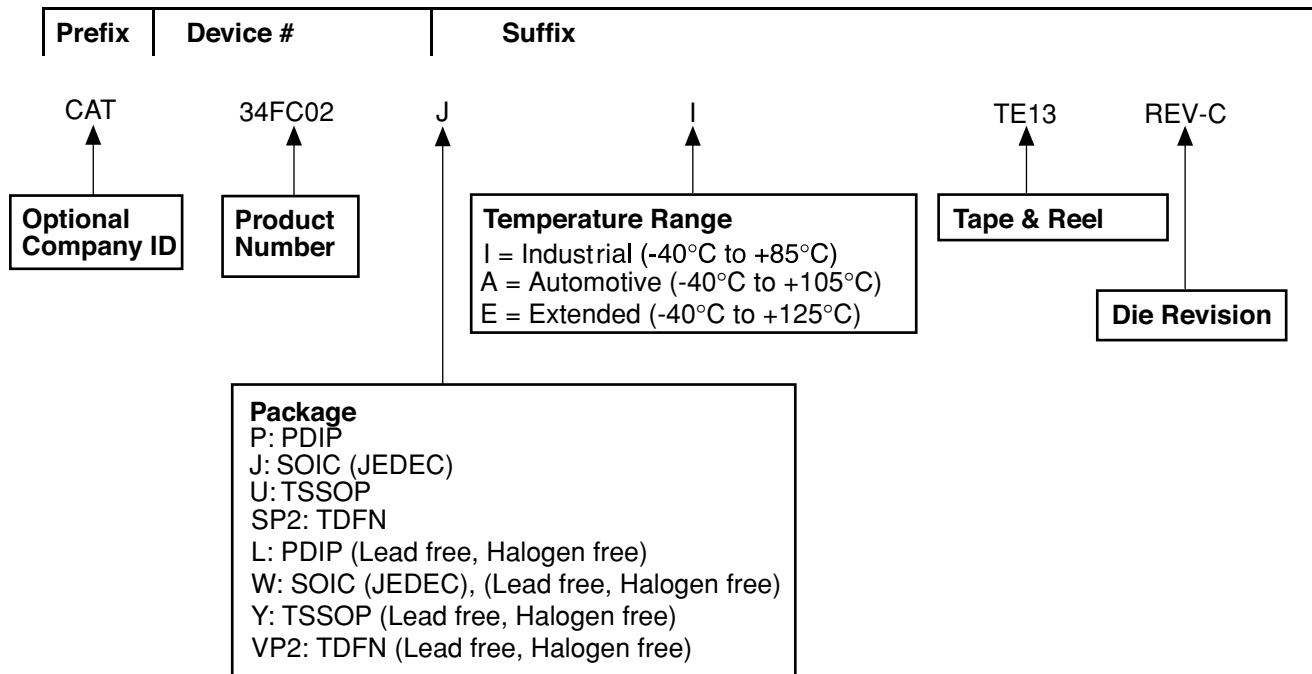 Prefix Device # Suffix
CAT 34FC02 J I TE13 REV-C
Optional
Company ID
Product
Number
Temperature Range
I = Industrial (-40°C to +85°C)
A = Automotive (-40°C to +105°C)
E = Extended (-40°C to +125°C)
Tape & Reel
Die Revision
Package
P: PDIP
J: SOIC (JEDEC)
U: TSSOP
SP2: TDFN
L: PDIP (Lead free, Halogen free)
W: SOIC (JEDEC), (Lead free, Halogen free)
Y: TSSOP (Lead free, Halogen free)
VP2: TDFN (Lead free, Halogen free)